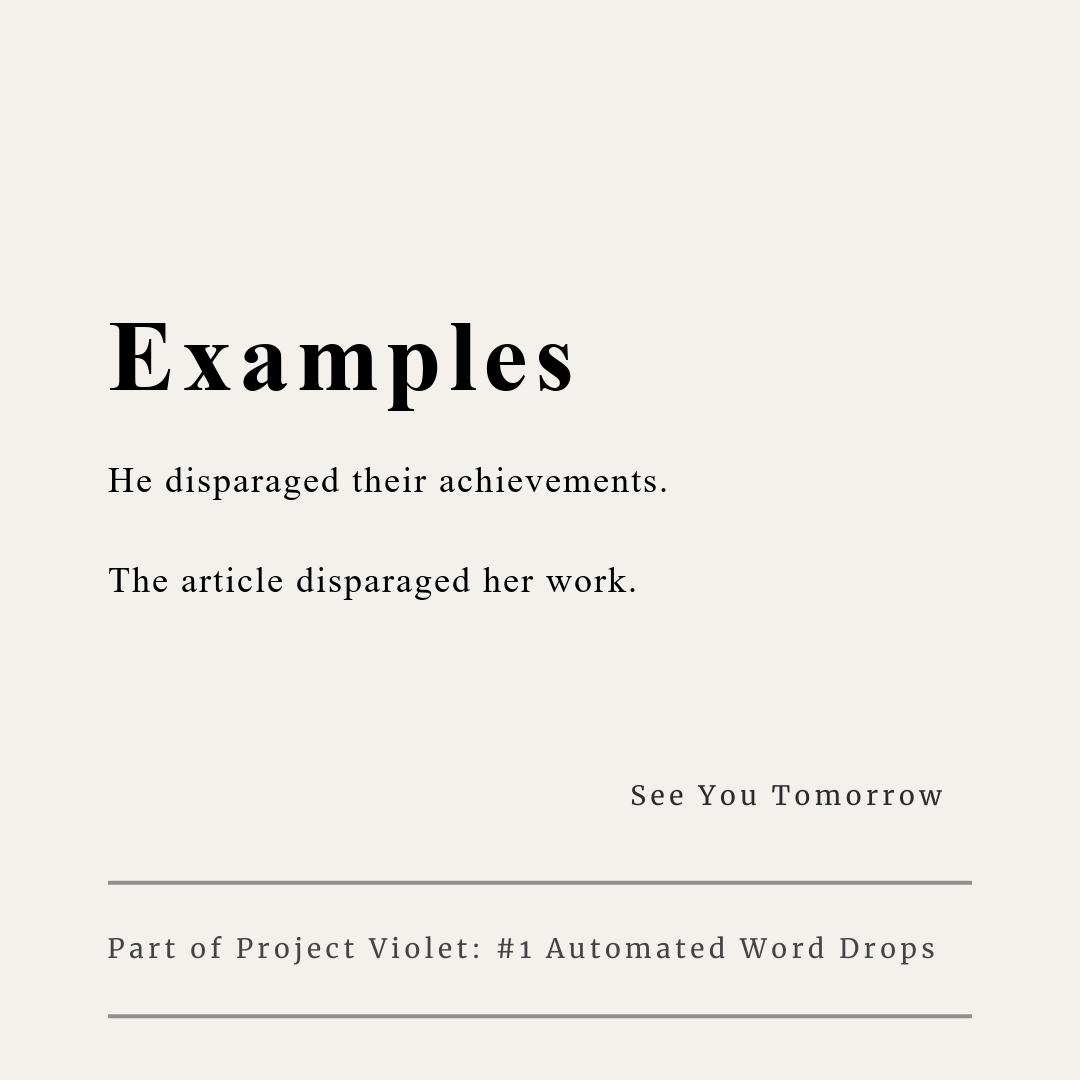 Examples
He disparaged their achievements.
The article disparaged her work.
See You Tomorrow
Part of Project Violet: #1 Automated Word Drops